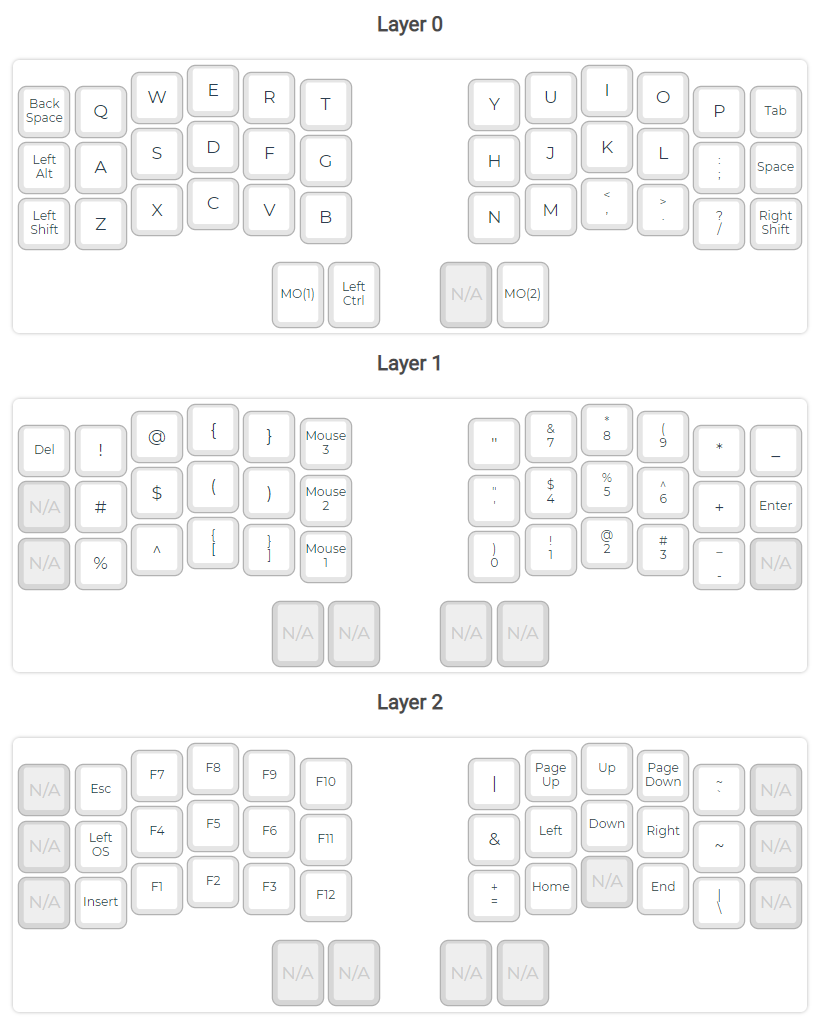 Layer 0
Back Space Q W E R T Y U I O P Tab
Left Alt A S D F G H J K L : ; Space
Left Shift Z X C V B N M < , > . ? / Right Shift
MO(1) Left Ctrl N/A MO(2)
Layer 1
Del ! @ { } Mouse 3 " & 7 * 8 ( 9 * _
N/A # $ ( ) Mouse 2 " ' $ 4 % 5 ^ 6 + Enter
N/A % ^ { [ } ] Mouse 1 ) 0 ! 1 @ 2 # 3 _ - N/A
N/A N/A N/A N/A
Layer 2
N/A Esc F7 F8 F9 F10 | Page Up Up Page Down ~ ` N/A
N/A Left OS F4 F5 F6 F11 & Left Down Right ~ N/A
N/A Insert F1 F2 F3 F12 + = Home N/A End | \ N/A
N/A N/A N/A N/A